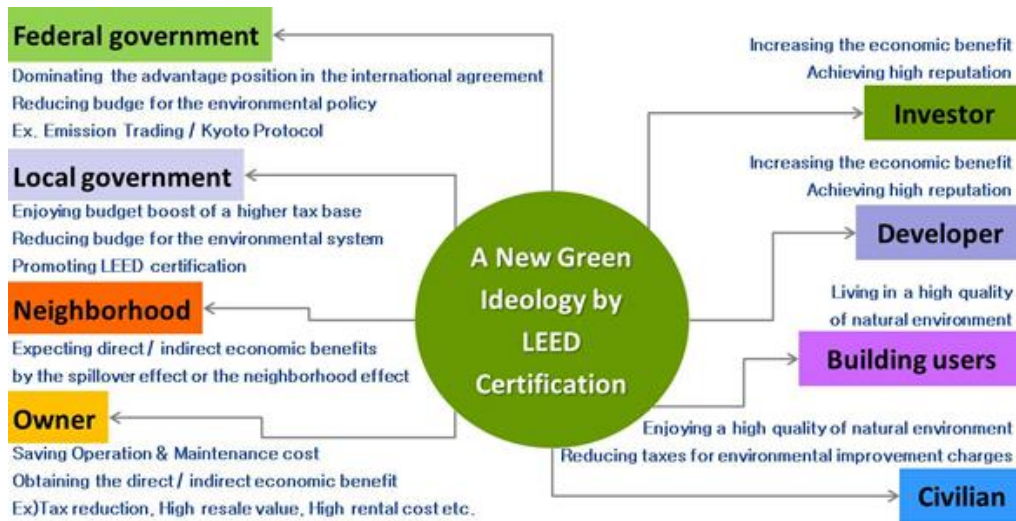 Federal government
Dominating the advantage position in the international agreement
Reducing budget for the environmental policy
Ex. Emission Trading / Kyoto Protocol
Local government
Enjoying budget boost of a higher tax base
Reducing budget for the environmental system
Promoting LEED certification
Neighborhood
Expecting direct / indirect economic benefits
by the spillover effect or the neighborhood effect
Owner
Saving Operation & Maintenance cost
Obtaining the direct / indirect economic benefit
Ex)Tax reduction, High resale value, High rental cost etc.
A New Green
Ideology by
LEED
Certification
Increasing the economic benefit
Achieving high reputation
Investor
Increasing the economic benefit
Achieving high reputation
Developer
Living in a high quality
of natural environment
Building users
Enjoying a high quality of natural environment
Reducing taxes for environmental improvement charges
Civilian